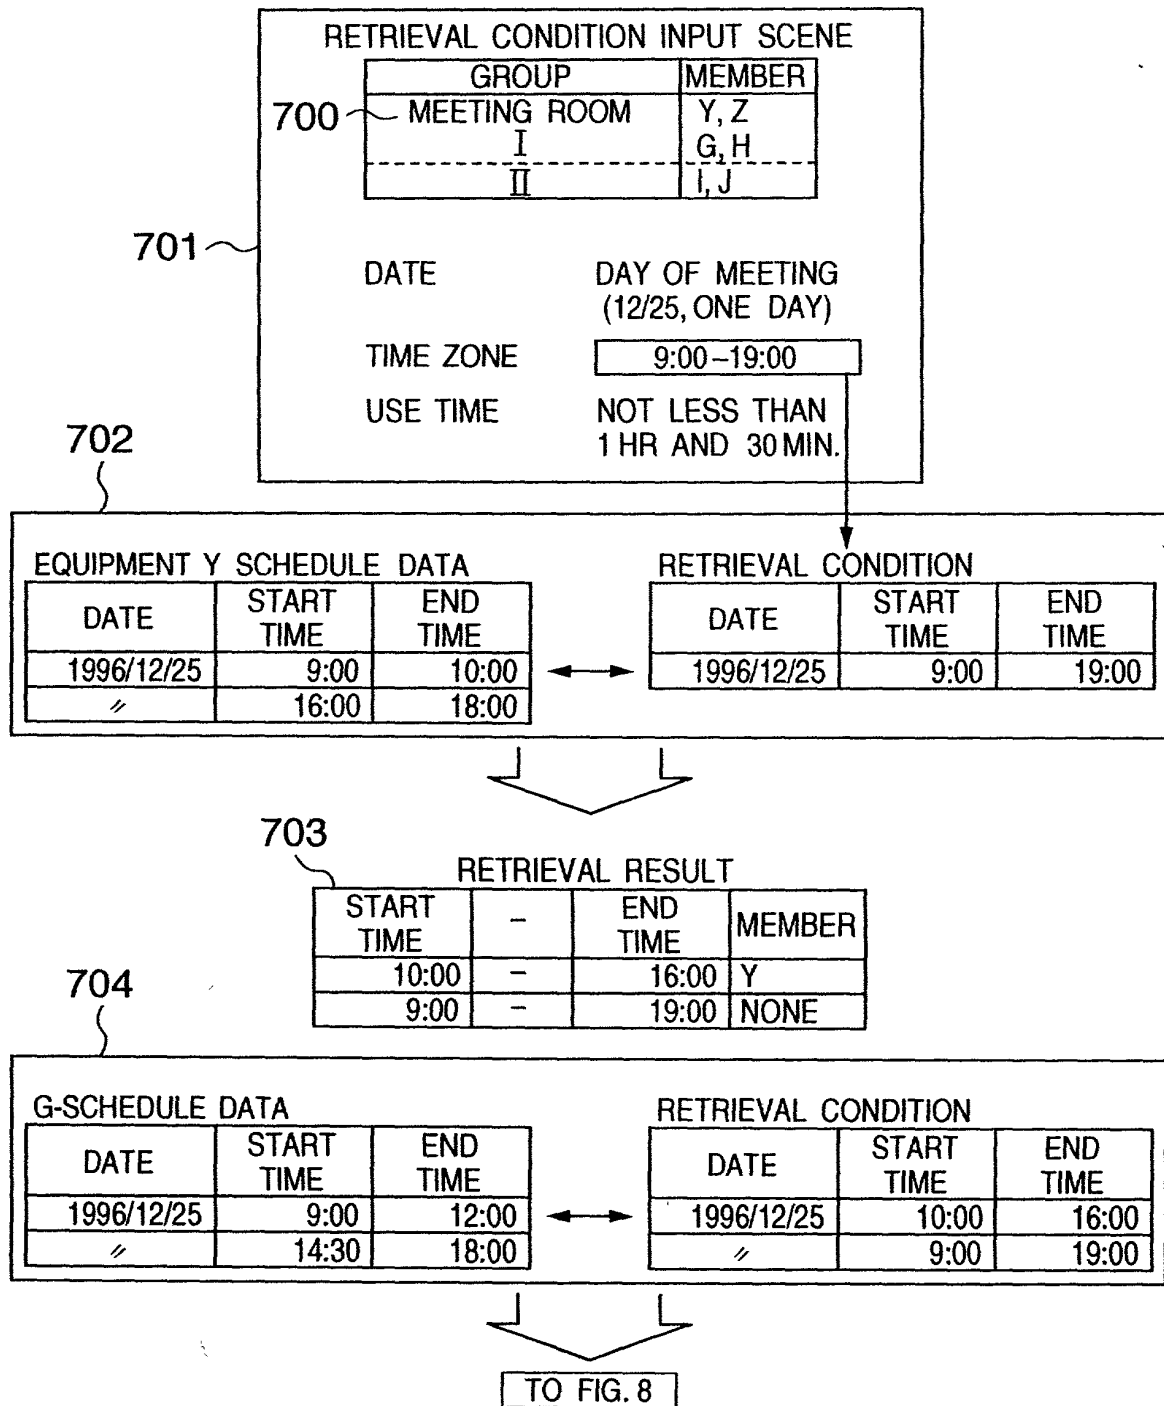 RETRIEVAL CONDITION INPUT SCENE
GROUP MEMBER
700 MEETING ROOM Y, Z
I G, H
II I, J
701
DATE DAY OF MEETING
(12/25, ONE DAY)
TIME ZONE 9:00–19:00
USE TIME NOT LESS THAN
1 HR AND 30 MIN.
702
EQUIPMENT Y SCHEDULE DATA
DATE START TIME END TIME
1996/12/25 9:00 10:00
〃 16:00 18:00
RETRIEVAL CONDITION
DATE START TIME END TIME
1996/12/25 9:00 19:00
703
RETRIEVAL RESULT
START TIME – END TIME MEMBER
10:00 – 16:00 Y
9:00 – 19:00 NONE
704
G-SCHEDULE DATA
DATE START TIME END TIME
1996/12/25 9:00 12:00
〃 14:30 18:00
RETRIEVAL CONDITION
DATE START TIME END TIME
1996/12/25 10:00 16:00
〃 9:00 19:00
TO FIG. 8